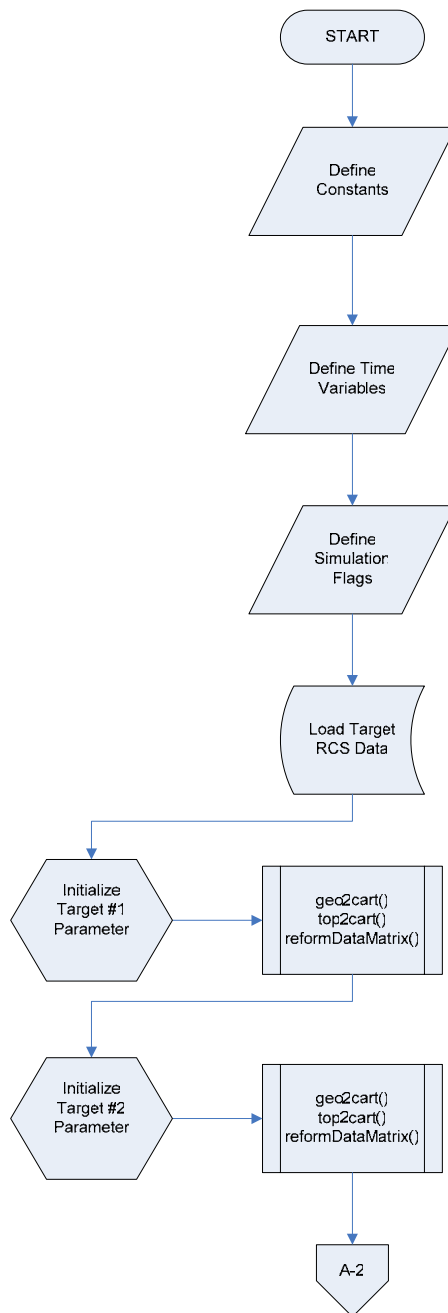 START
Define
Constants
Define Time
Variables
Define
Simulation
Flags
Load Target
RCS Data
Initialize
Target #1
Parameter
geo2cart()
top2cart()
reformDataMatrix()
Initialize
Target #2
Parameter
geo2cart()
top2cart()
reformDataMatrix()
A-2